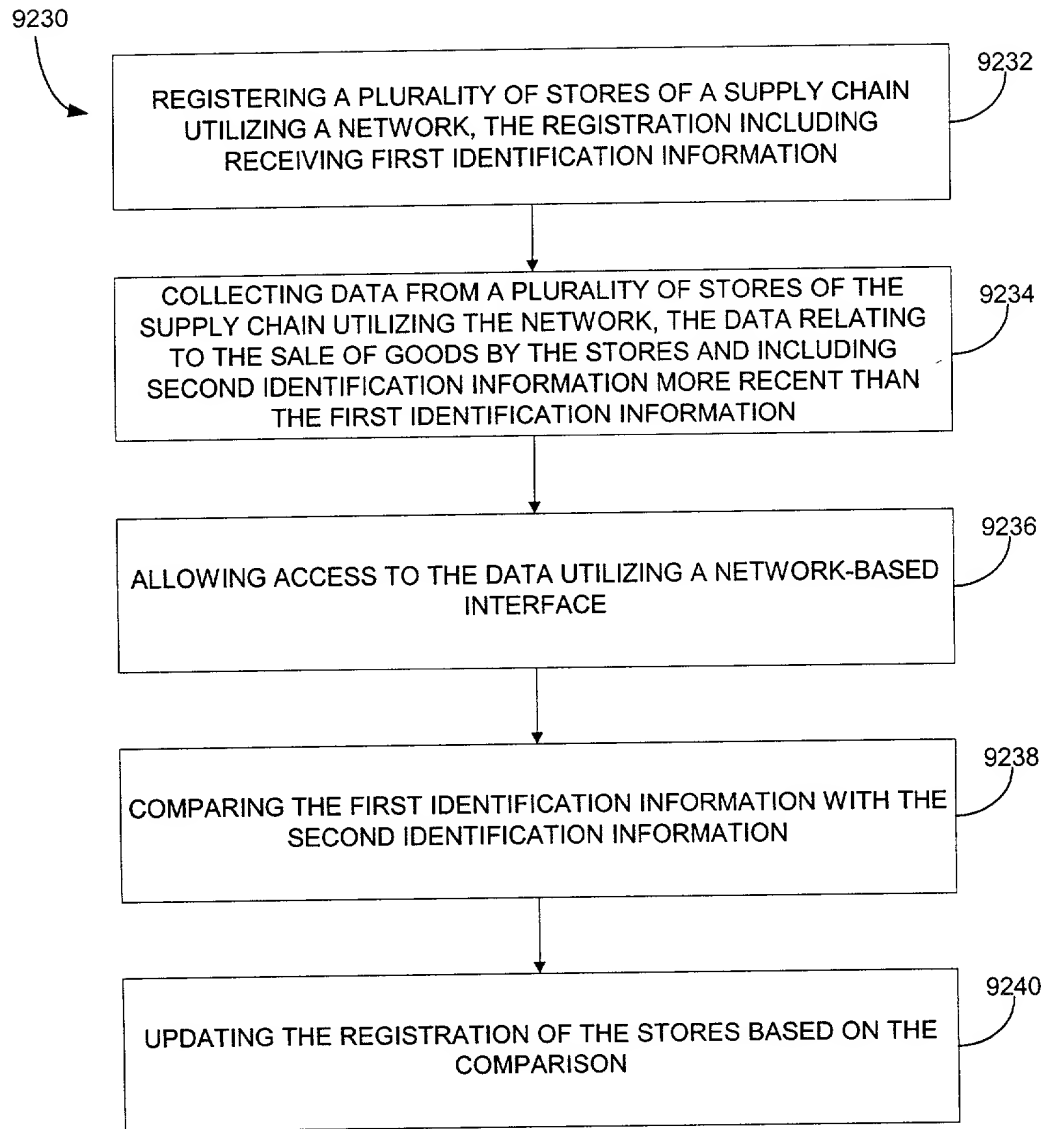 9230
9232
REGISTERING A PLURALITY OF STORES OF A SUPPLY CHAIN
UTILIZING A NETWORK, THE REGISTRATION INCLUDING
RECEIVING FIRST IDENTIFICATION INFORMATION
9234
COLLECTING DATA FROM A PLURALITY OF STORES OF THE
SUPPLY CHAIN UTILIZING THE NETWORK, THE DATA RELATING
TO THE SALE OF GOODS BY THE STORES AND INCLUDING
SECOND IDENTIFICATION INFORMATION MORE RECENT THAN
THE FIRST IDENTIFICATION INFORMATION
9236
ALLOWING ACCESS TO THE DATA UTILIZING A NETWORK-BASED
INTERFACE
9238
COMPARING THE FIRST IDENTIFICATION INFORMATION WITH THE
SECOND IDENTIFICATION INFORMATION
9240
UPDATING THE REGISTRATION OF THE STORES BASED ON THE
COMPARISON